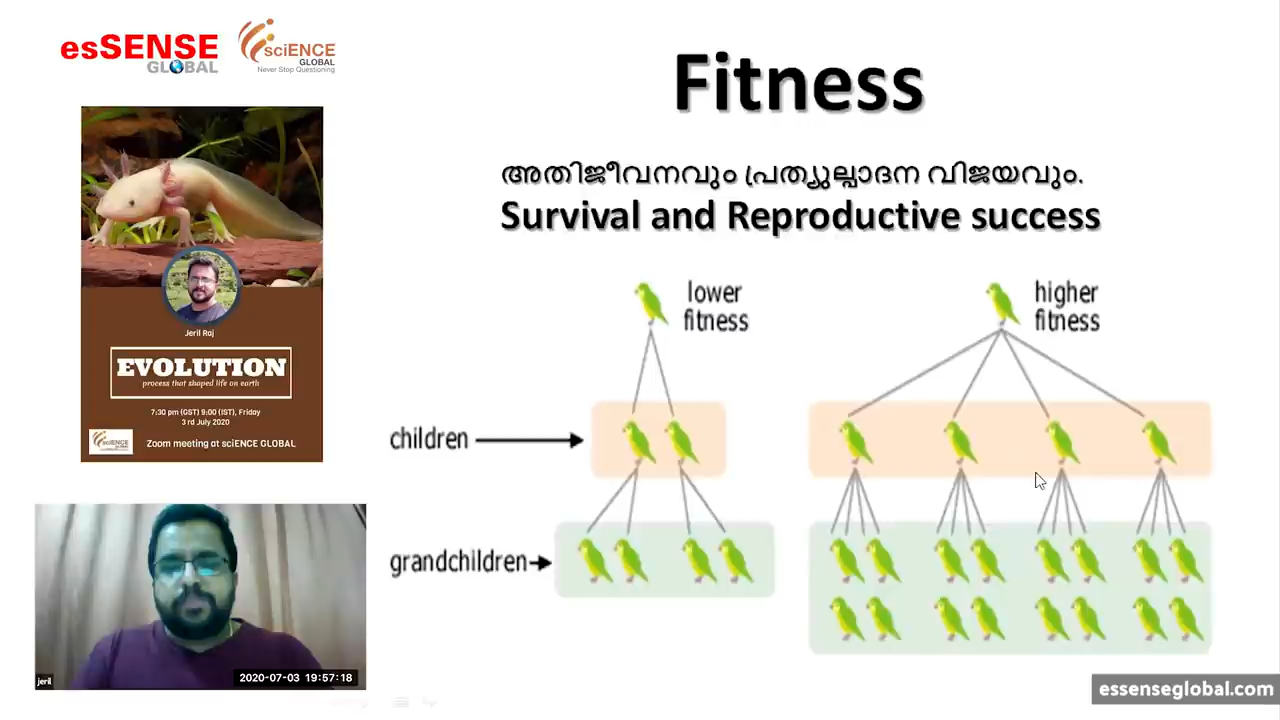 esSENSE
GLOBAL
sciENCE
GLOBAL
Never Stop Questioning
Fitness
അതിജീവനവും പ്രത്യുല്പാദന വിജയവും.
Survival and Reproductive success
lower
fitness
higher
fitness
children
grandchildren
Jeril Raj
EVOLUTION
process that shaped life on earth
7:30 pm (GST) 9:00 (IST), Friday
3 rd July 2020
Zoom meeting at sciENCE GLOBAL
jeril
2020-07-03 19:57:18
essenseglobal.com